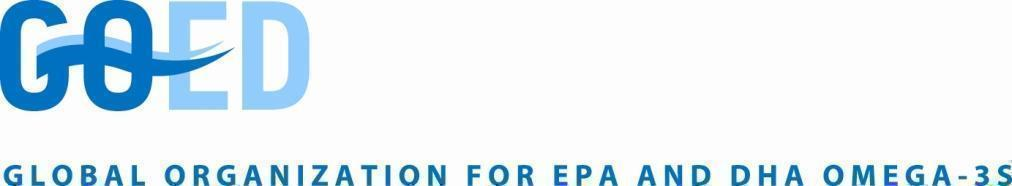 GOED
GLOBAL ORGANIZATION FOR EPA AND DHA OMEGA-3S